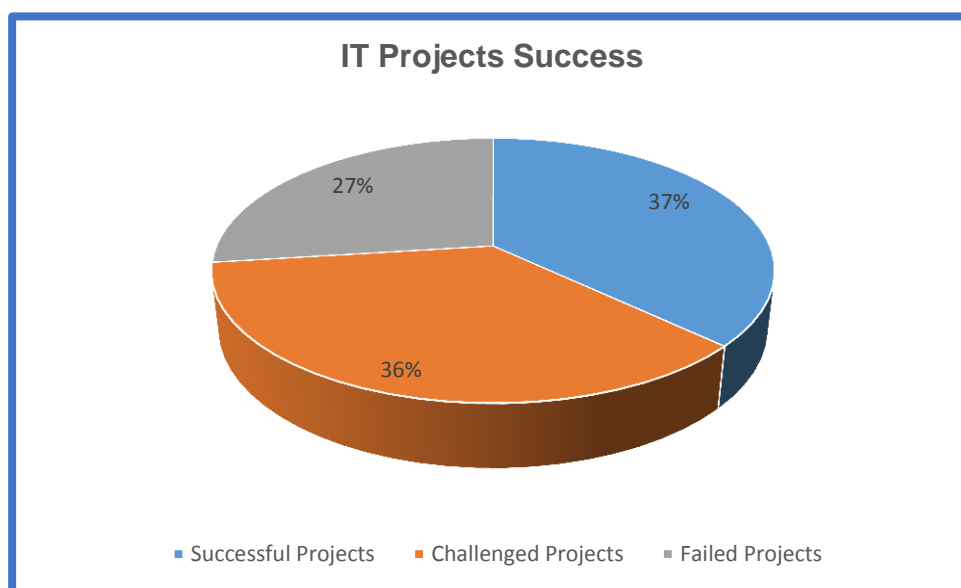 IT Projects Success
27%
37%
36%
Successful Projects
Challenged Projects
Failed Projects